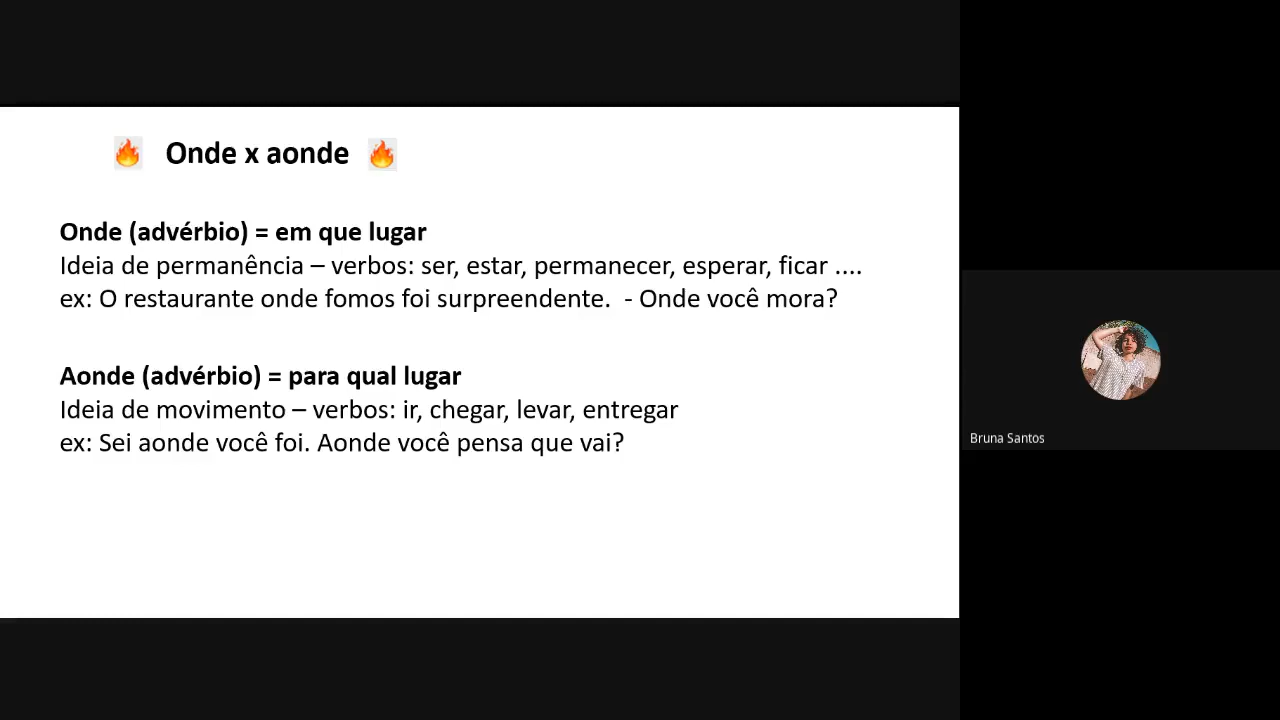 🔥 Onde x aonde 🔥
Onde (advérbio) = em que lugar
Ideia de permanência – verbos: ser, estar, permanecer, esperar, ficar ....
ex: O restaurante onde fomos foi surpreendente.  - Onde você mora?
Aonde (advérbio) = para qual lugar
Ideia de movimento – verbos: ir, chegar, levar, entregar
ex: Sei aonde você foi. Aonde você pensa que vai?
Bruna Santos